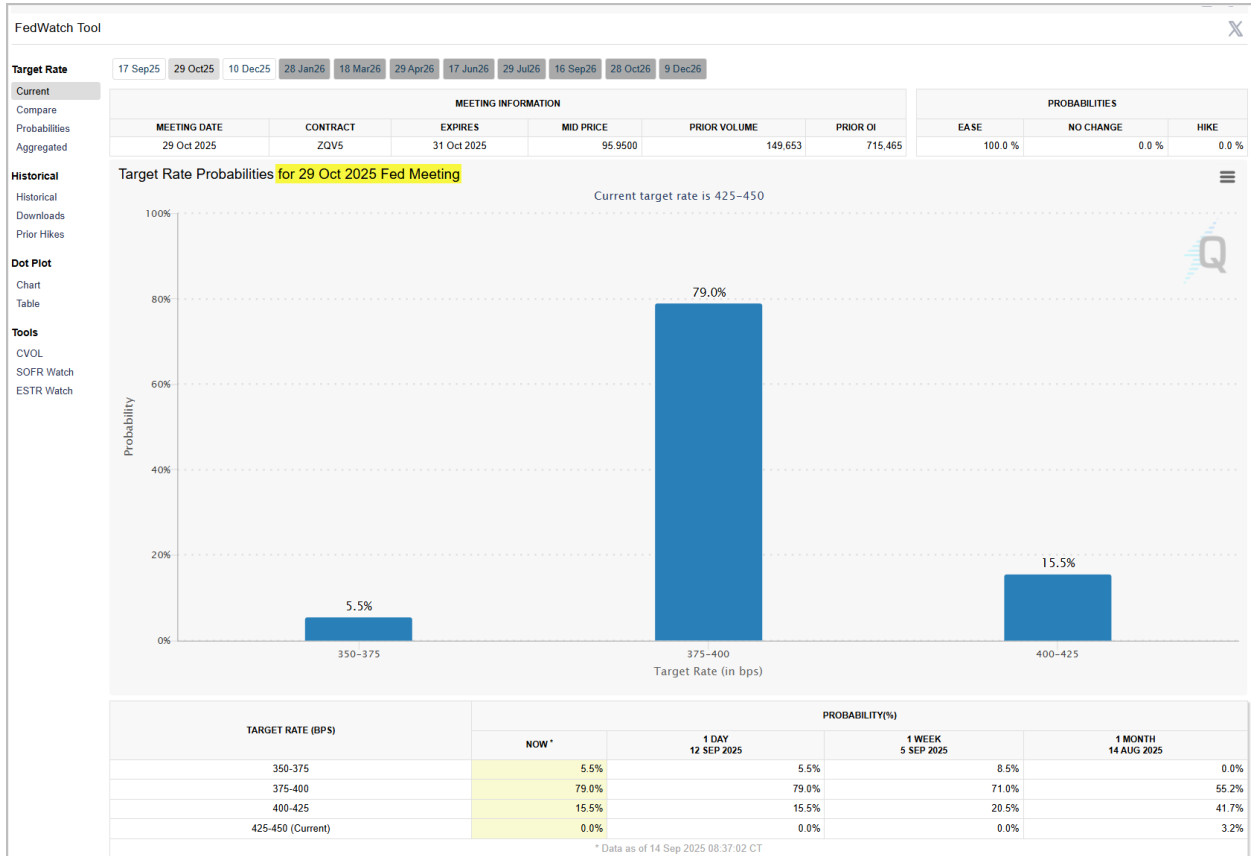 FedWatch Tool
Target Rate
Current
Compare
Probabilities
Aggregated
Historical
Historical
Downloads
Prior Hikes
Dot Plot
Chart
Table
Tools
CVOL
SOFR Watch
ESTR Watch
17 Sep25 29 Oct25 10 Dec25 28 Jan26 18 Mar26 29 Apr26 17 Jun26 29 Jul26 16 Sep26 28 Oct26 9 Dec26
MEETING INFORMATION PROBABILITIES
MEETING DATE CONTRACT EXPIRES MID PRICE PRIOR VOLUME PRIOR OI EASE NO CHANGE HIKE
29 Oct 2025 ZQV5 31 Oct 2025 95.9500 149,653 715,465 100.0 % 0.0 % 0.0 %
Target Rate Probabilities for 29 Oct 2025 Fed Meeting
Current target rate is 425–450
Q
100%
80%
60%
40%
20%
0%
Probability
79.0%
15.5%
5.5%
350–375 375–400 400–425
Target Rate (in bps)
TARGET RATE (BPS) PROBABILITY(%)
NOW * 1 DAY 1 WEEK 1 MONTH
12 SEP 2025 5 SEP 2025 14 AUG 2025
350-375 5.5% 5.5% 8.5% 0.0%
375-400 79.0% 79.0% 71.0% 55.2%
400-425 15.5% 15.5% 20.5% 41.7%
425-450 (Current) 0.0% 0.0% 0.0% 3.2%
* Data as of 14 Sep 2025 08:37:02 CT